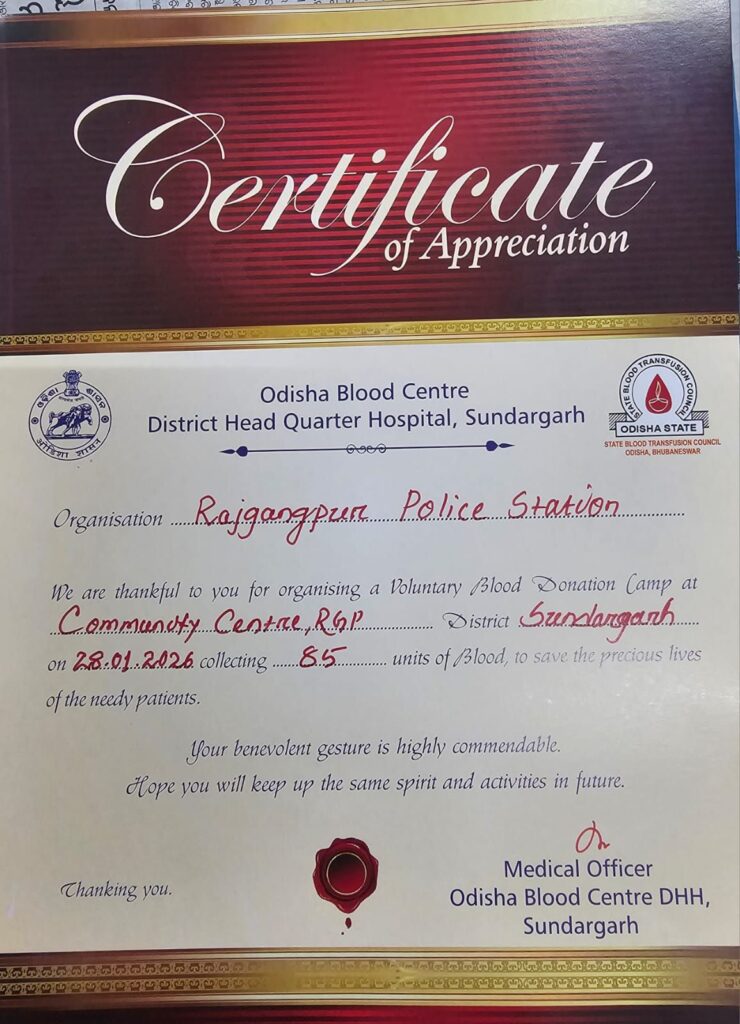 Certificate
of Appreciation
ଓଡ଼ିଶା ଶାସନ
ओड़िशा शासन
Odisha Blood Centre
District Head Quarter Hospital, Sundargarh
STATE BLOOD TRANSFUSION COUNCIL
ODISHA STATE
STATE BLOOD TRANSFUSION COUNCIL
ODISHA, BHUBANESWAR
Organisation Rajgangpur Police Station
We are thankful to you for organising a Voluntary Blood Donation Camp at
Community Centre, RGP District Sundargarh
on 28.01.2026 collecting 85 units of Blood, to save the precious lives
of the needy patients.
Your benevolent gesture is highly commendable.
Hope you will keep up the same spirit and activities in future.
Thanking you.
Medical Officer
Odisha Blood Centre DHH,
Sundargarh